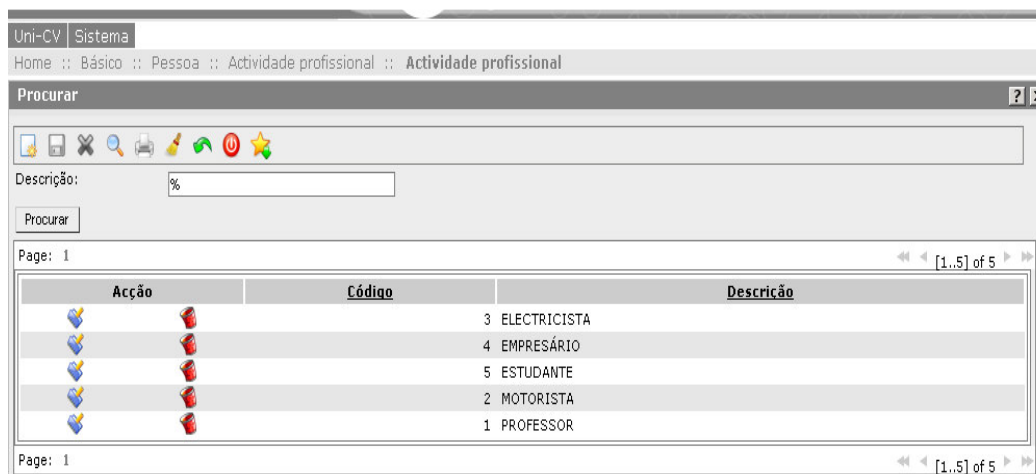 Uni-CV Sistema
Home :: Básico :: Pessoa :: Actividade profissional :: Actividade profissional
Procurar ?
Descrição: %
Procurar
Page: 1 [1..5] of 5
Acção Código Descrição
3 ELECTRICISTA
4 EMPRESÁRIO
5 ESTUDANTE
2 MOTORISTA
1 PROFESSOR
Page: 1 [1..5] of 5